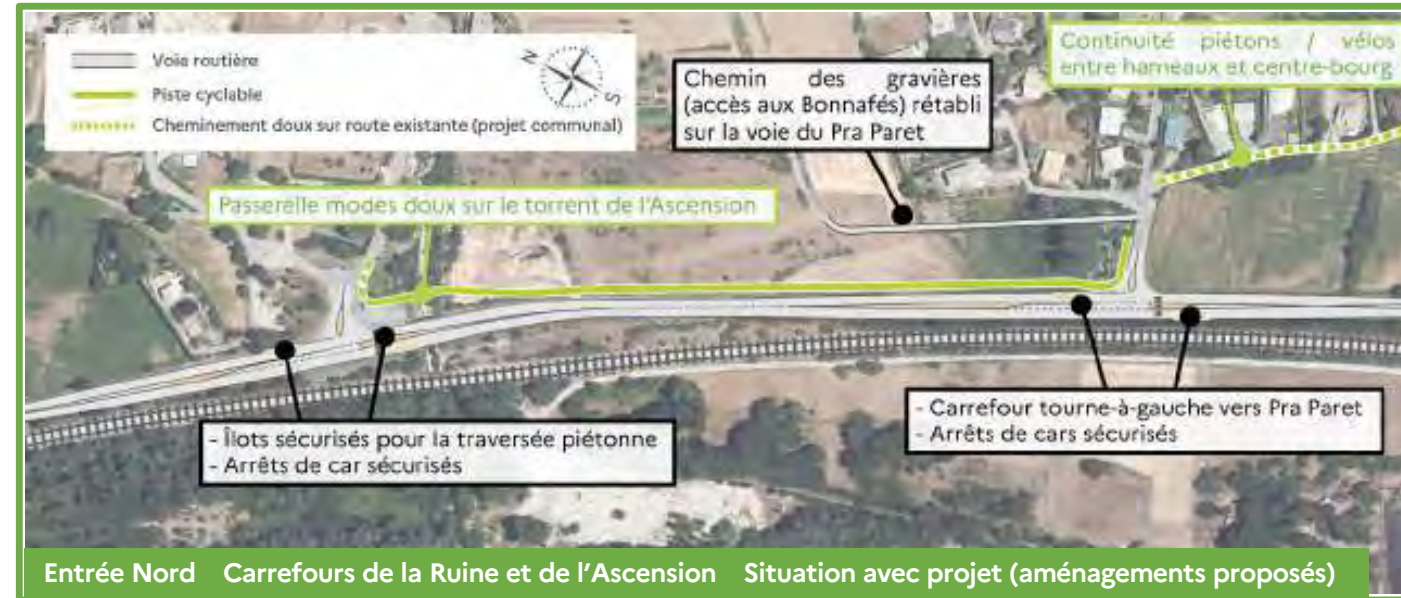 Voie routière
Piste cyclable
Cheminement doux sur route existante (projet communal)
N
S
Chemin des gravières
(accès aux Bonnafés) rétabli
sur la voie du Pra Paret
Continuité piétons / vélos
entre hameaux et centre-bourg
Passerelle modes doux sur le torrent de l'Ascension
- Îlots sécurisés pour la traversée piétonne
- Arrêts de car sécurisés
- Carrefour tourne-à-gauche vers Pra Paret
- Arrêts de cars sécurisés
Entrée Nord Carrefours de la Ruine et de l'Ascension Situation avec projet (aménagements proposés)